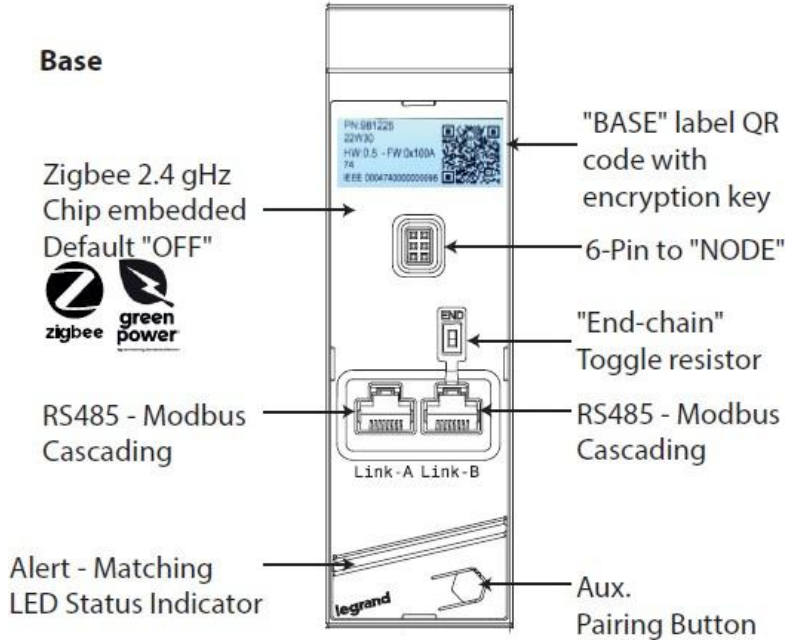 Base
PN:981225
22W30
HW:0.5 - FW:0x100A
74
IEEE 0004740000000096
"BASE" label QR
code with
encryption key
Zigbee 2.4 gHz
Chip embedded
Default "OFF"
zigbee
green
power
6-Pin to "NODE"
END
"End-chain"
Toggle resistor
RS485 - Modbus
Cascading
RS485 - Modbus
Cascading
Link-A Link-B
Alert - Matching
LED Status Indicator
legrand
Aux.
Pairing Button